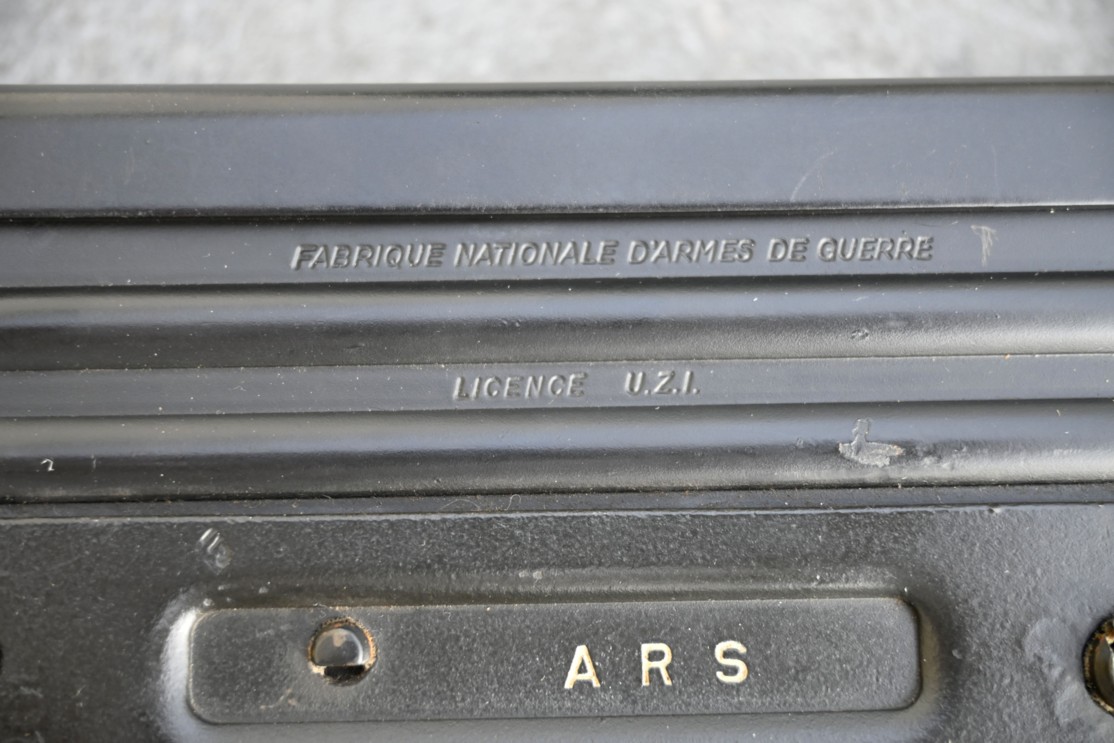 FABRIQUE NATIONALE D'ARMES DE GUERRE
LICENCE U.Z.I.
A R S